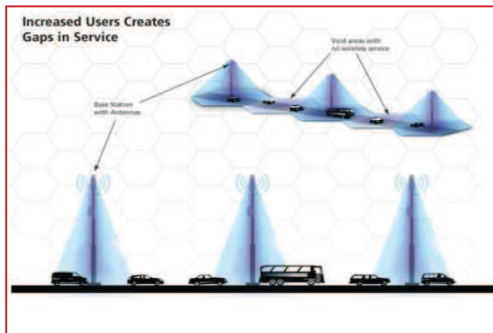 Increased Users Creates
Gaps in Service
Void areas with
no wireless service
Base Station
with Antennas